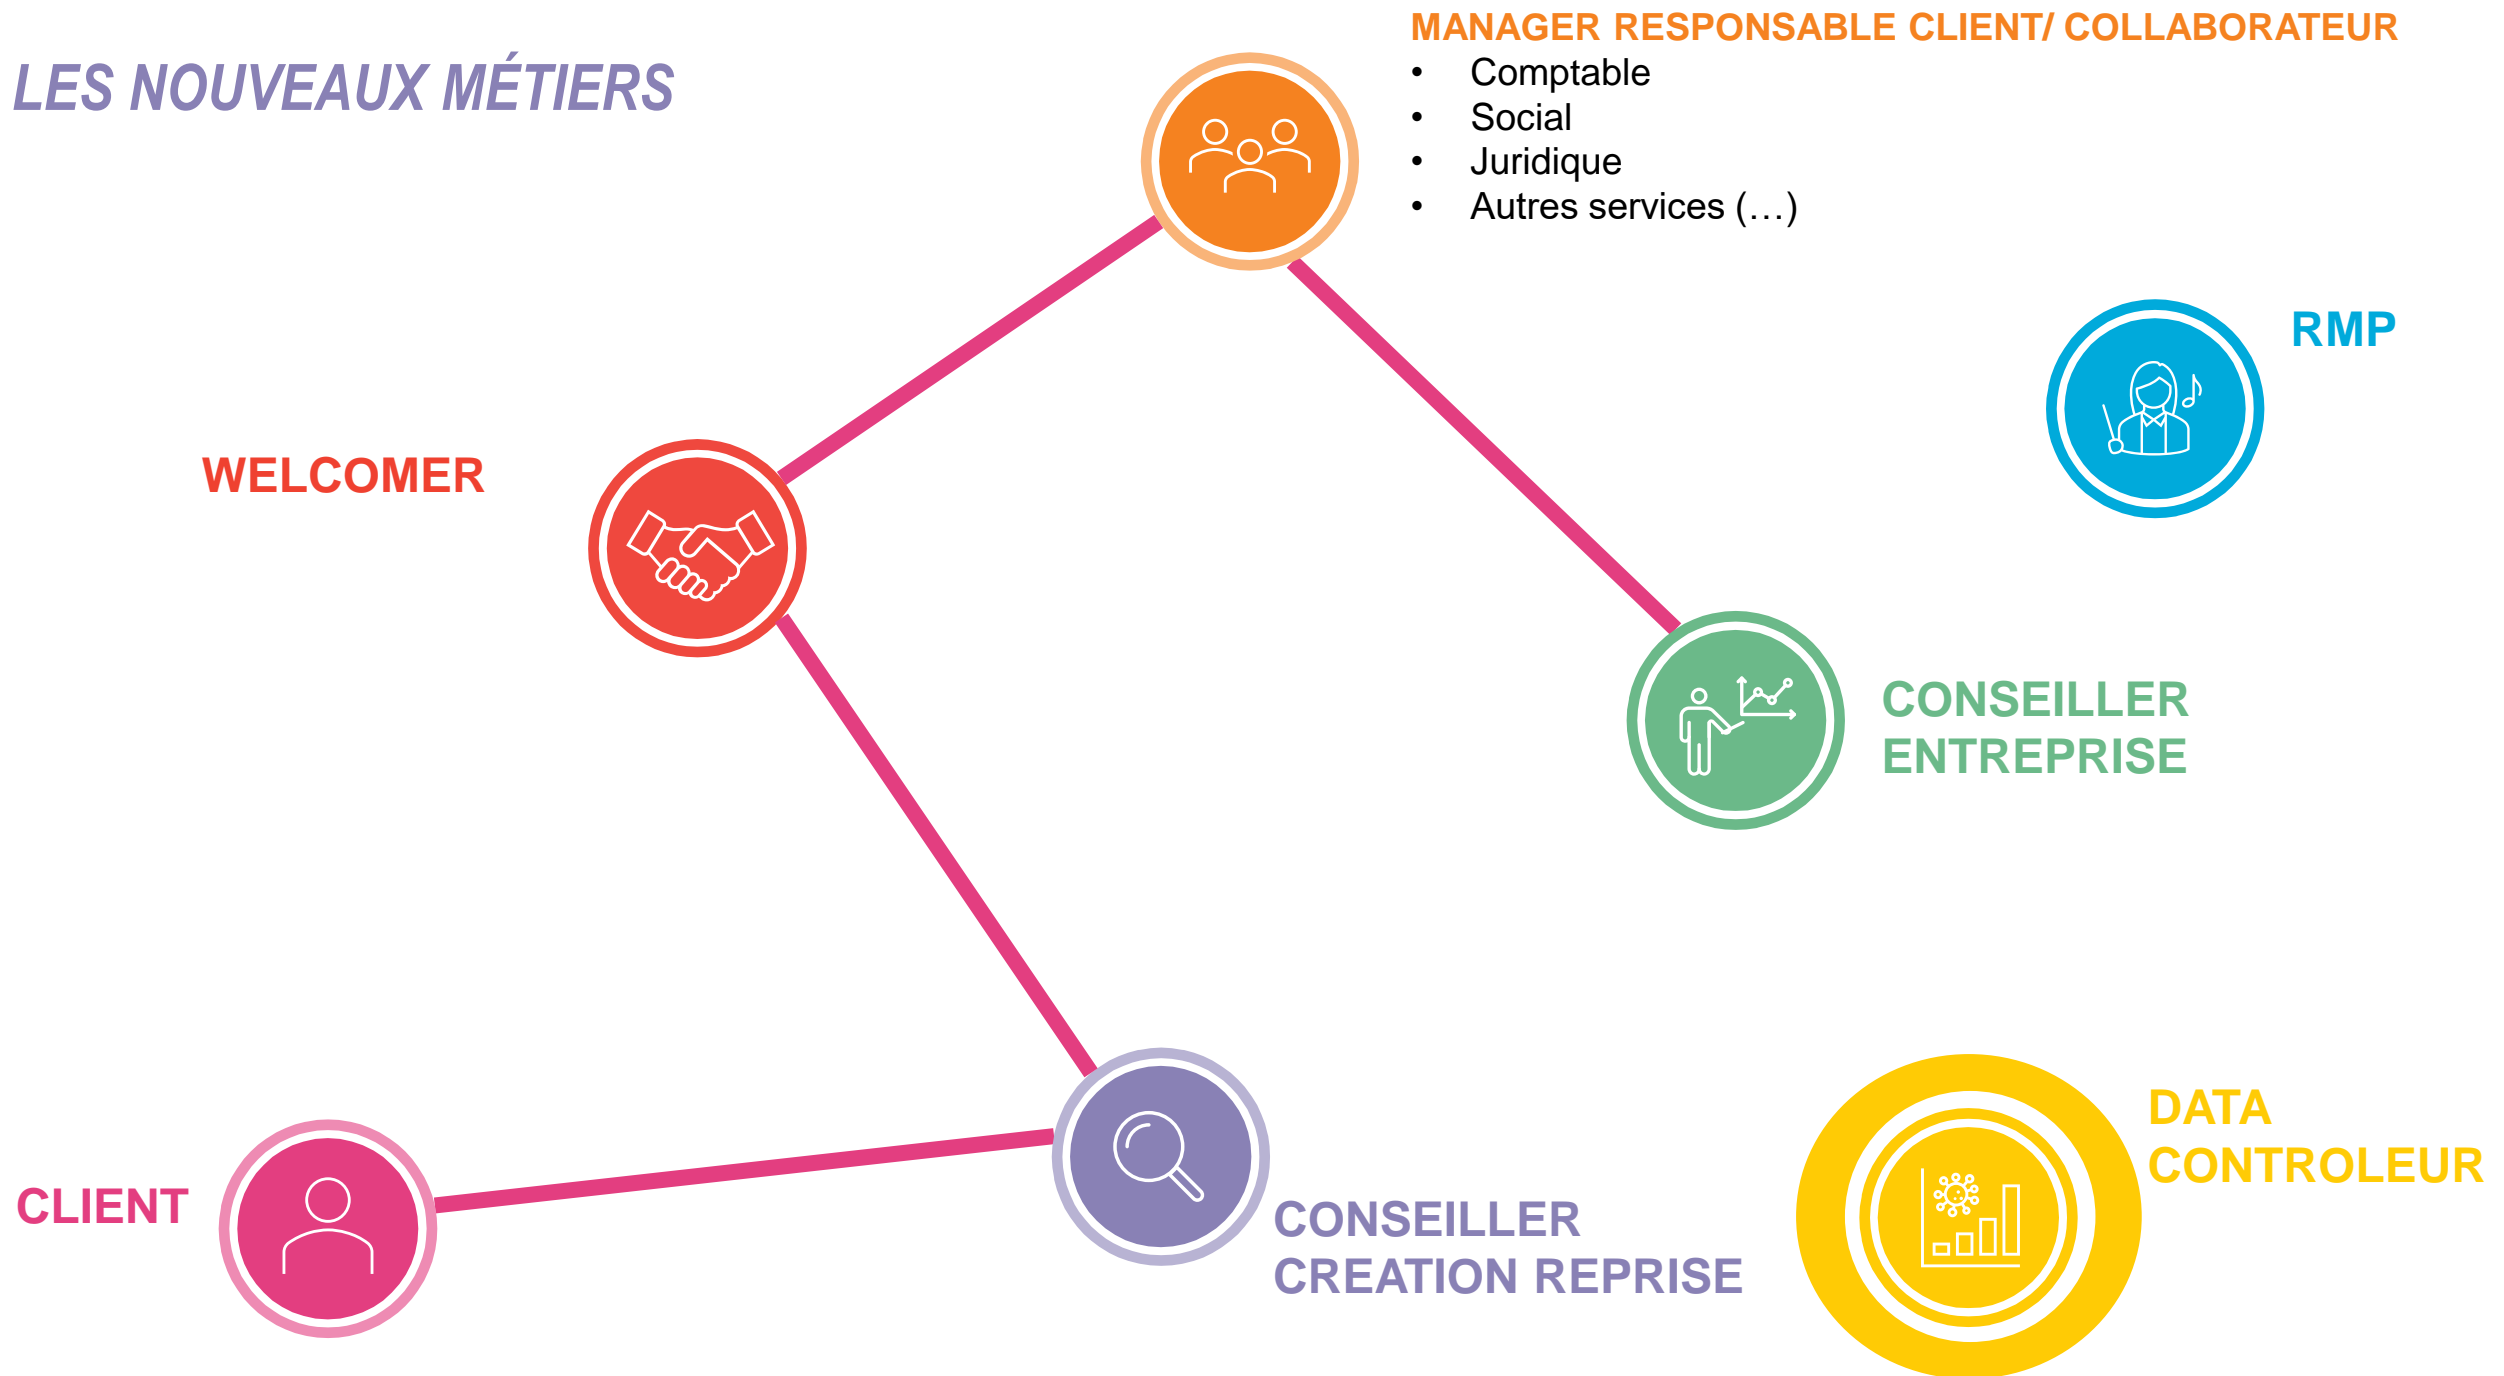 LES NOUVEAUX MÉTIERS
MANAGER RESPONSABLE CLIENT/ COLLABORATEUR
• Comptable
• Social
• Juridique
• Autres services (…)
RMP
WELCOMER
CONSEILLER
ENTREPRISE
DATA
CONTROLEUR
CLIENT
CONSEILLER
CREATION REPRISE